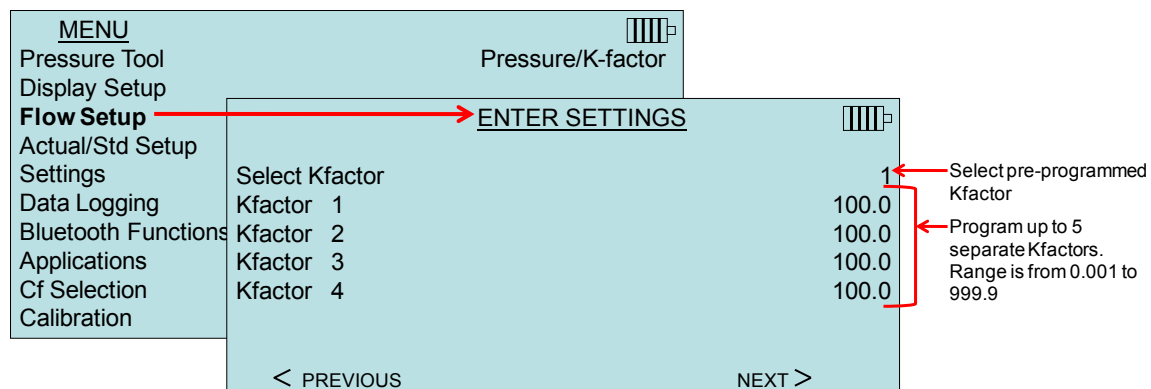 MENU
Pressure Tool
Pressure/K-factor
Display Setup
Flow Setup
Actual/Std Setup
Settings
Data Logging
Bluetooth Functions
Applications
Cf Selection
Calibration
ENTER SETTINGS
Select Kfactor 1
Kfactor 1 100.0
Kfactor 2 100.0
Kfactor 3 100.0
Kfactor 4 100.0
< PREVIOUS NEXT >
Select pre-programmed
Kfactor
Program up to 5
separate Kfactors.
Range is from 0.001 to
999.9